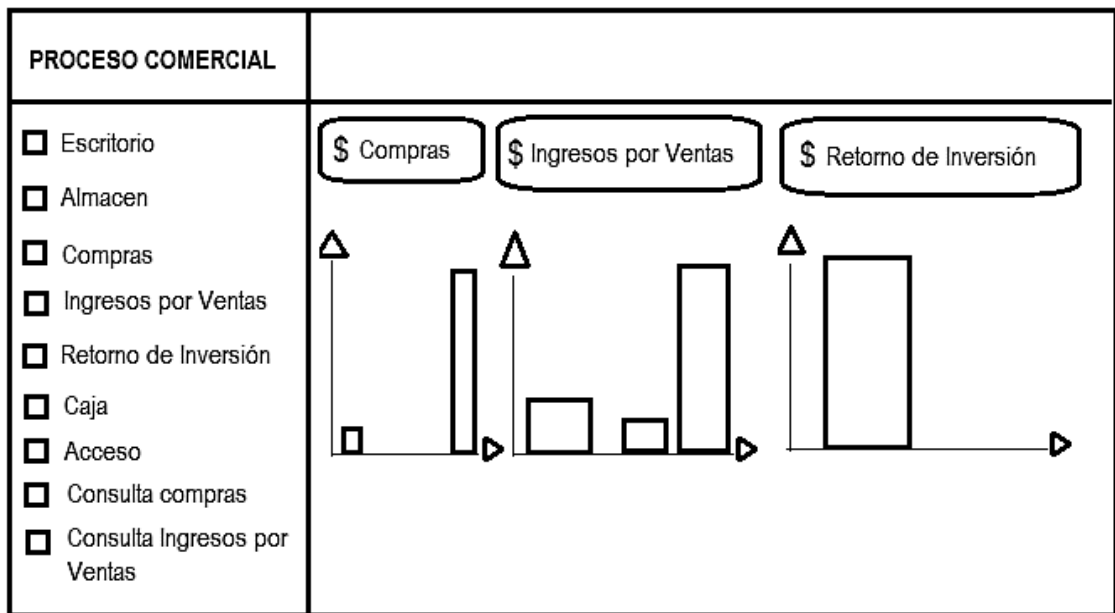 PROCESO COMERCIAL
Escritorio
Almacen
Compras
Ingresos por Ventas
Retorno de Inversión
Caja
Acceso
Consulta compras
Consulta Ingresos por
Ventas
$ Compras
$ Ingresos por Ventas
$ Retorno de Inversión